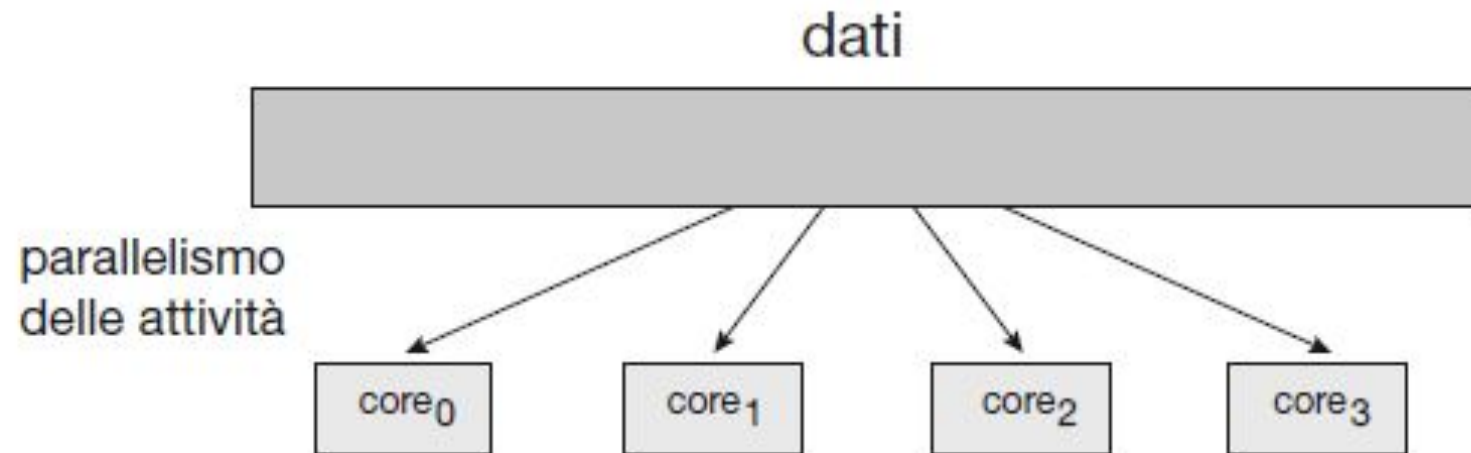 dati
parallelismo
delle attività
core0 core1 core2 core3